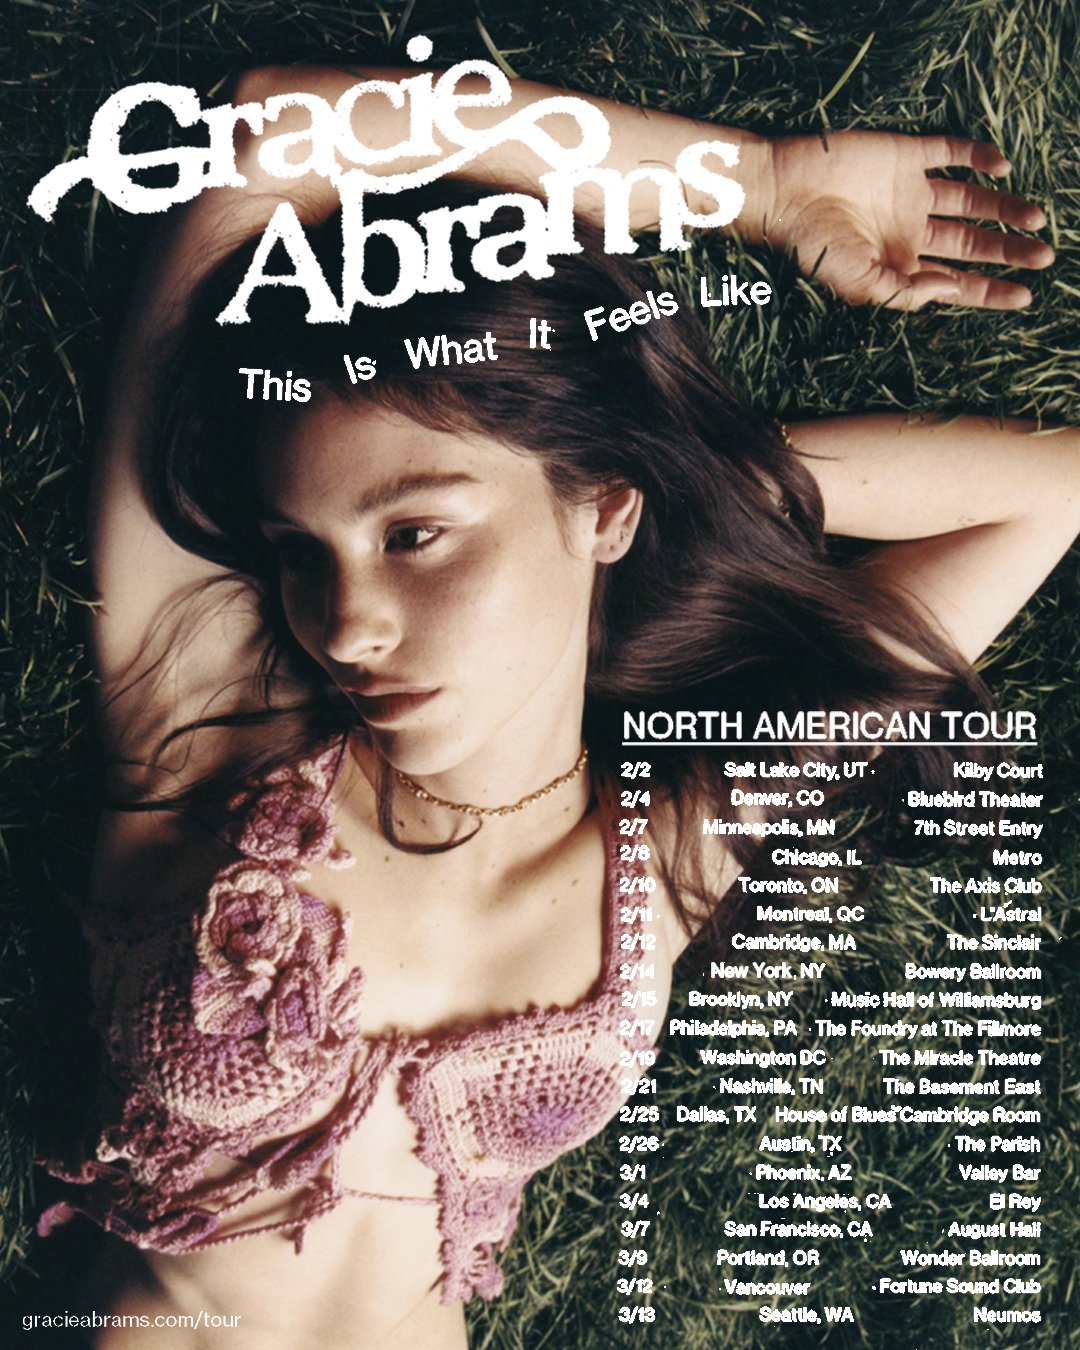 Gracie
Abrams
This Is What It Feels Like
NORTH AMERICAN TOUR
2/2 Salt Lake City, UT Kilby Court
2/4 Denver, CO Bluebird Theater
2/7 Minneapolis, MN 7th Street Entry
2/8 Chicago, IL Metro
2/10 Toronto, ON The Axis Club
2/11 Montreal, QC L'Astral
2/12 Cambridge, MA The Sinclair
2/14 New York, NY Bowery Ballroom
2/15 Brooklyn, NY Music Hall of Williamsburg
2/17 Philadelphia, PA The Foundry at The Fillmore
2/19 Washington DC The Miracle Theatre
2/21 Nashville, TN The Basement East
2/25 Dallas, TX House of Blues Cambridge Room
2/26 Austin, TX The Parish
3/1 Phoenix, AZ Valley Bar
3/4 Los Angeles, CA El Rey
3/7 San Francisco, CA August Hall
3/9 Portland, OR Wonder Ballroom
3/12 Vancouver Fortune Sound Club
3/13 Seattle, WA Neumos
gracieabrams.com/tour